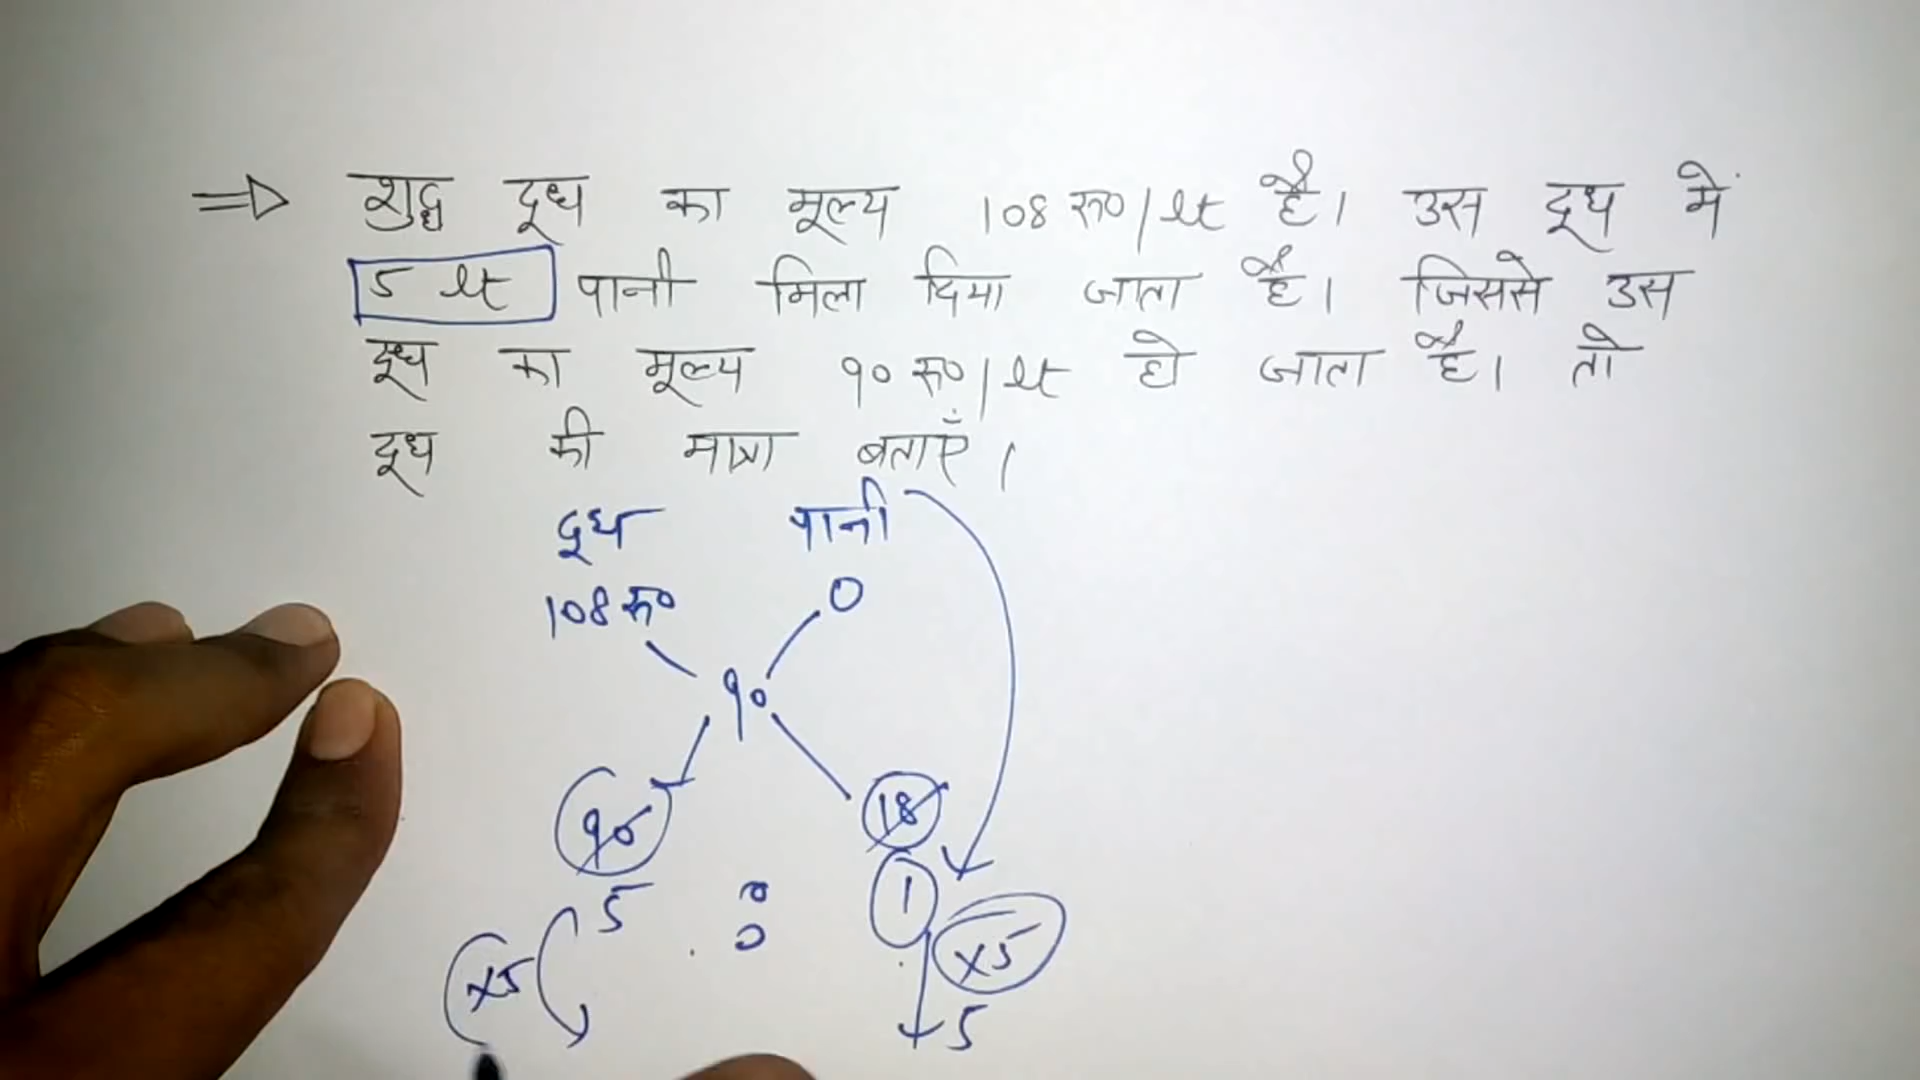 ⇒ शुद्ध दूध का मूल्य 108 रु०/lt है। उस दूध में
5 lt पानी मिला दिया जाता है। जिससे उस
दूध का मूल्य 90 रु०/lt हो जाता है। तो
दूध की मात्रा बताएँ।
दूध पानी
108 रु० 0
90
90 18
5 : 1
×5 ×5
5